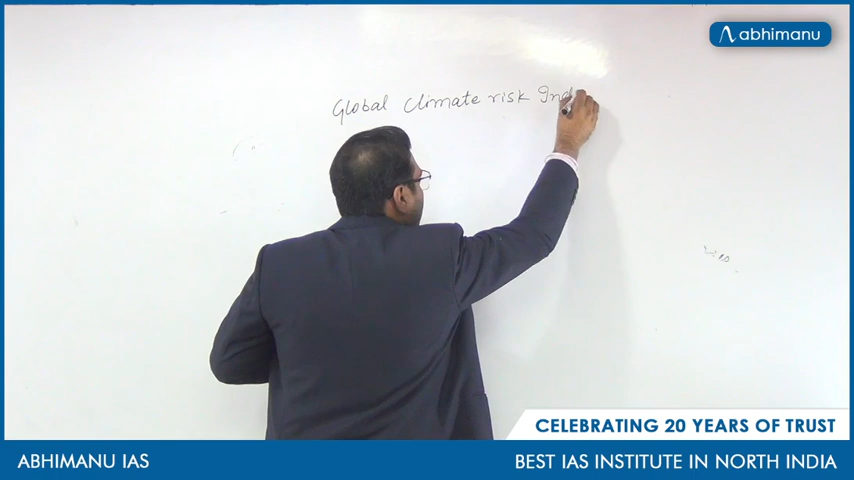 abhimanu
Global Climate risk Ind
CELEBRATING 20 YEARS OF TRUST
ABHIMANU IAS
BEST IAS INSTITUTE IN NORTH INDIA